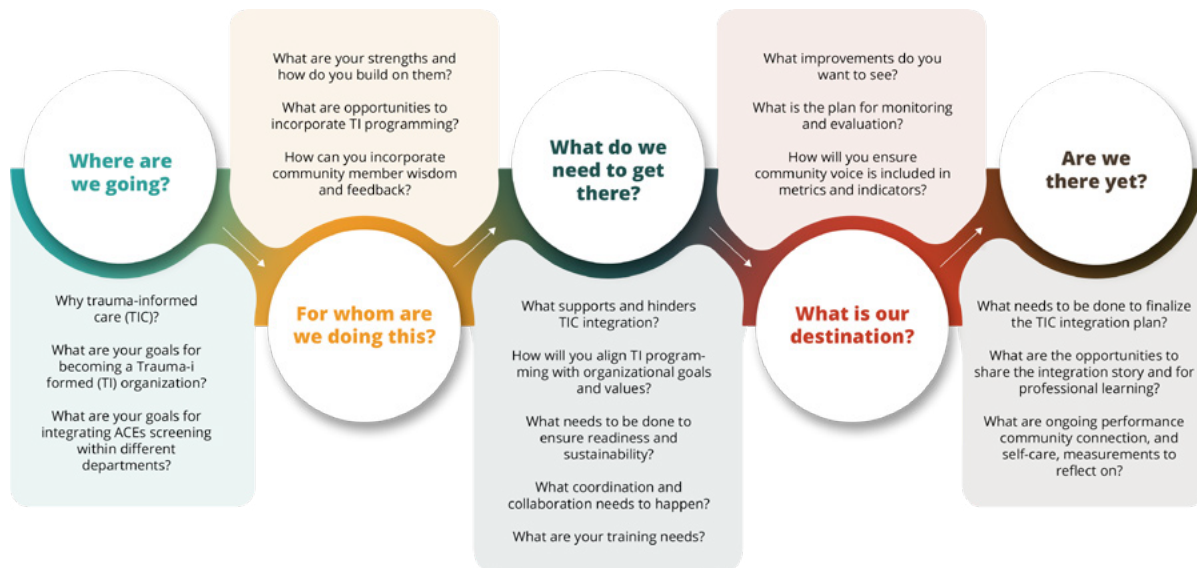 Where are
we going?
Why trauma-informed
care (TIC)?
What are your goals for
becoming a Trauma-i
formed (TI) organization?
What are your goals for
integrating ACEs screening
within different
departments?
What are your strengths and
how do you build on them?
What are opportunities to
incorporate TI programming?
How can you incorporate
community member wisdom
and feedback?
For whom are
we doing this?
What do we
need to get
there?
What supports and hinders
TIC integration?
How will you align TI program-
ming with organizational goals
and values?
What needs to be done to
ensure readiness and
sustainability?
What coordination and
collaboration needs to happen?
What are your training needs?
What improvements do you
want to see?
What is the plan for monitoring
and evaluation?
How will you ensure
community voice is included in
metrics and indicators?
What is our
destination?
Are we
there yet?
What needs to be done to finalize
the TIC integration plan?
What are the opportunities to
share the integration story and for
professional learning?
What are ongoing performance
community connection, and
self-care, measurements to
reflect on?